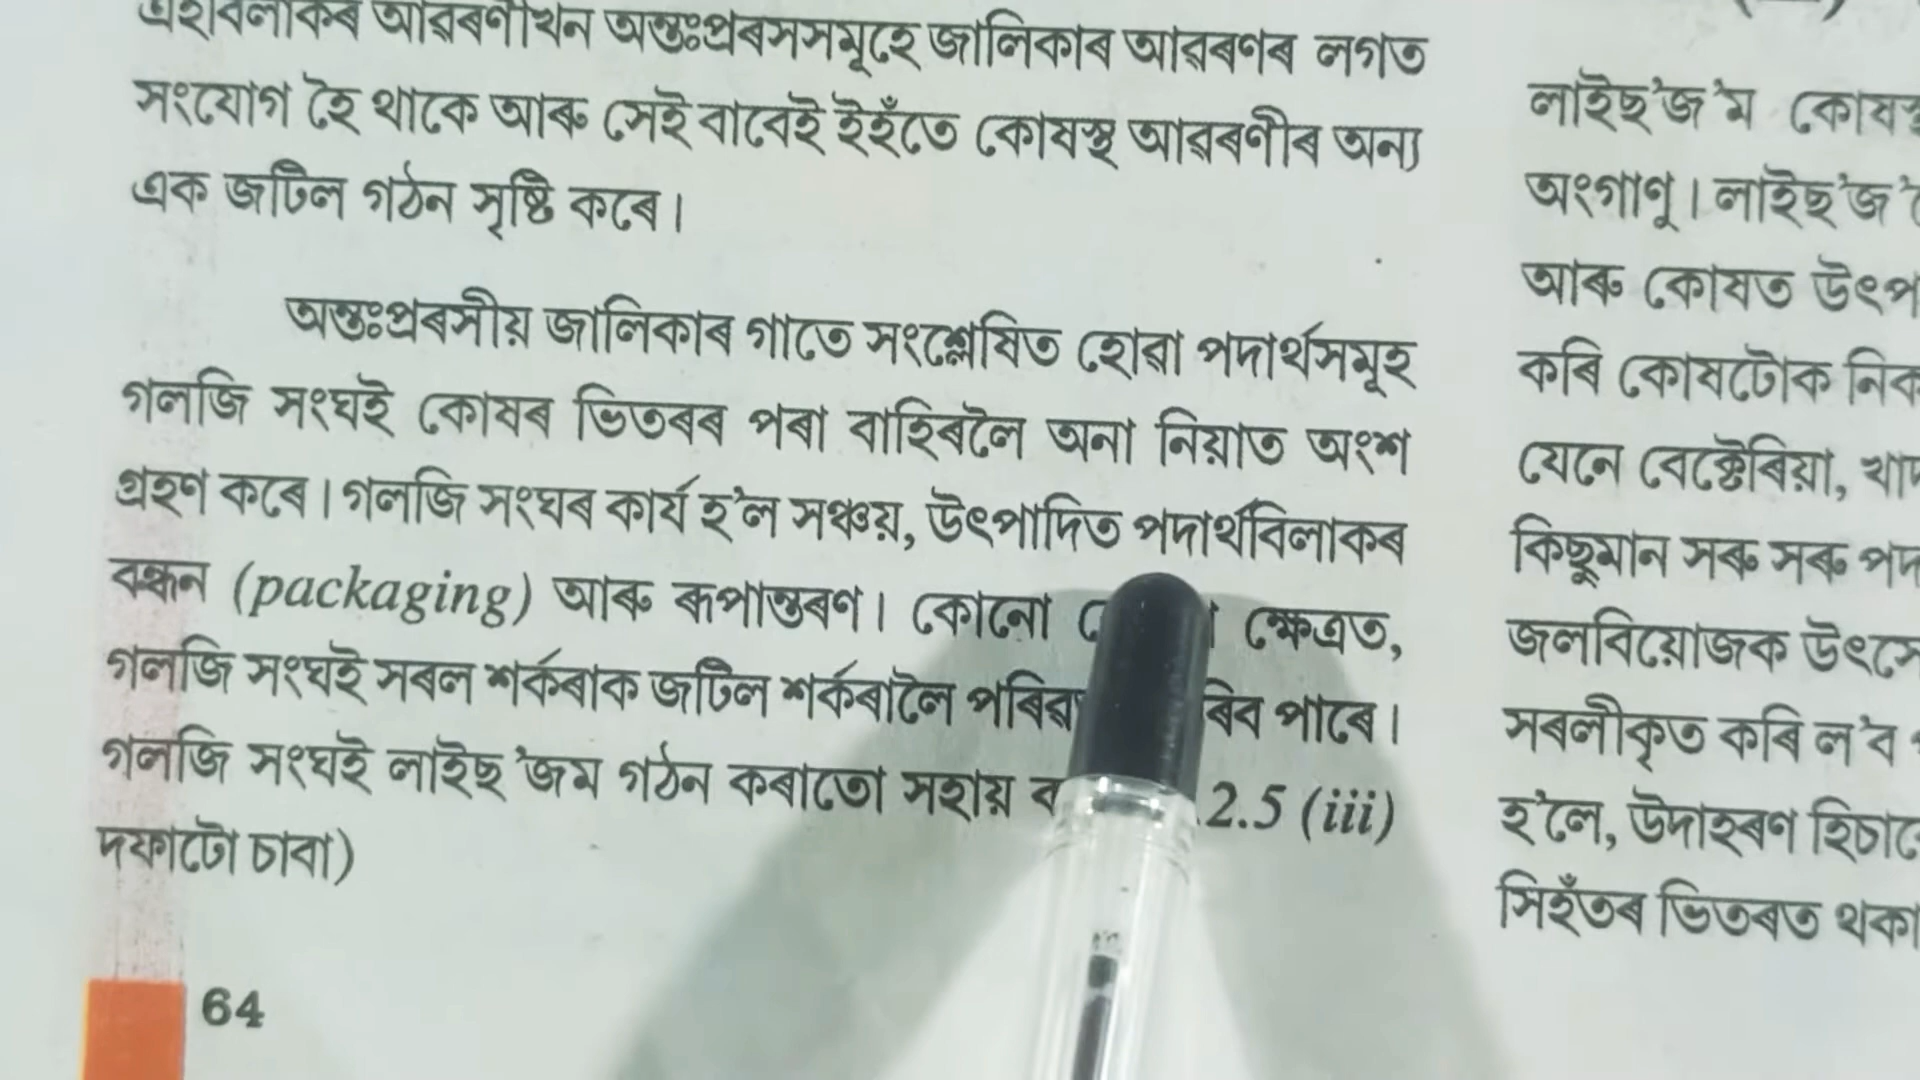 এইবিলাকৰ আৱৰণীখন অন্তঃপ্ৰৰসসমূহে জালিকাৰ আৱৰণৰ লগত
সংযোগ হৈ থাকে আৰু সেই বাবেই ইহঁতে কোষস্থ আৱৰণীৰ অন্য
এক জটিল গঠন সৃষ্টি কৰে।
অন্তঃপ্ৰৰসীয় জালিকাৰ গাতে সংশ্লেষিত হোৱা পদাৰ্থসমূহ
গলজি সংঘই কোষৰ ভিতৰৰ পৰা বাহিৰলৈ অনা নিয়াত অংশ
গ্ৰহণ কৰে। গলজি সংঘৰ কাৰ্য হ'ল সঞ্চয়, উৎপাদিত পদাৰ্থবিলাকৰ
বন্ধন (packaging) আৰু ৰূপান্তৰণ। কোনো ক্ষেত্ৰত,
গলজি সংঘই সৰল শৰ্কৰাক জটিল শৰ্কৰালৈ পাৰে।
গলজি সংঘই লাইছ'জম গঠন কৰাতো সহায় 2.5 (iii)
দফাটো চাবা)
64
লাইছ'জ'ম
অংগাণু।
আৰু কোষত
কৰি কোষটোক
যেনে বেক্টেৰিয়া,
কিছুমান সৰু সৰু
জলবিয়োজক
সৰলীকৃত কৰি ল'ব
হ'লে, উদাহৰণ
সিহঁতৰ ভিতৰত থকা